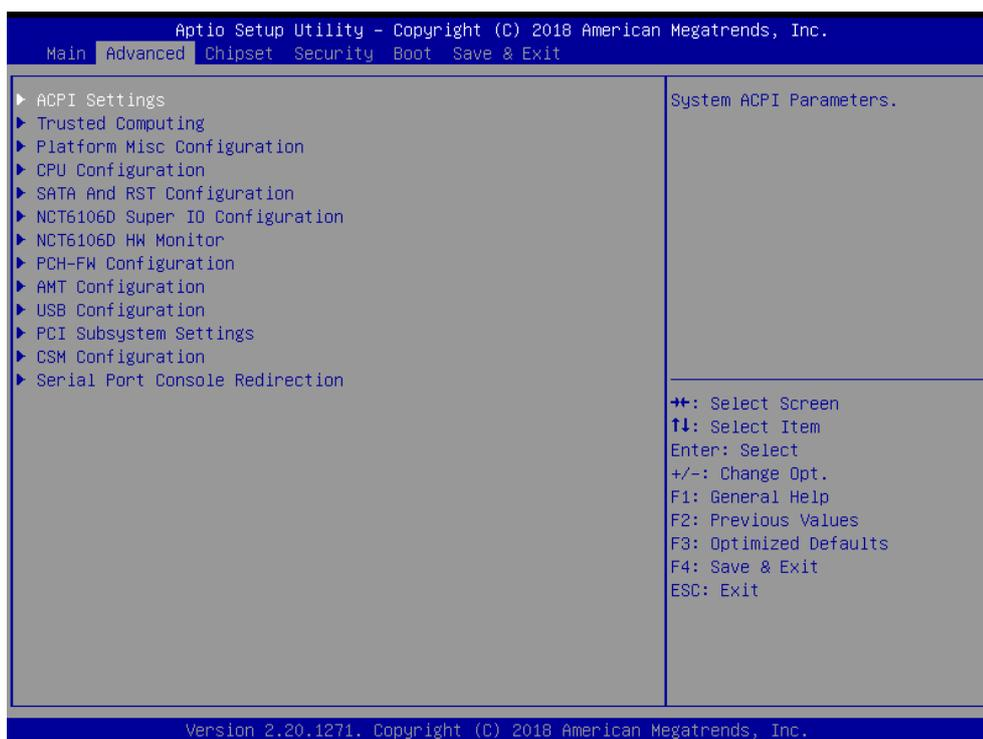 Aptio Setup Utility – Copyright (C) 2018 American Megatrends, Inc.
Main Advanced Chipset Security Boot Save & Exit
▶ ACPI Settings
▶ Trusted Computing
▶ Platform Misc Configuration
▶ CPU Configuration
▶ SATA And RST Configuration
▶ NCT6106D Super IO Configuration
▶ NCT6106D HW Monitor
▶ PCH-FW Configuration
▶ AMT Configuration
▶ USB Configuration
▶ PCI Subsystem Settings
▶ CSM Configuration
▶ Serial Port Console Redirection
System ACPI Parameters.
→←: Select Screen
↑↓: Select Item
Enter: Select
+/-: Change Opt.
F1: General Help
F2: Previous Values
F3: Optimized Defaults
F4: Save & Exit
ESC: Exit
Version 2.20.1271. Copyright (C) 2018 American Megatrends, Inc.